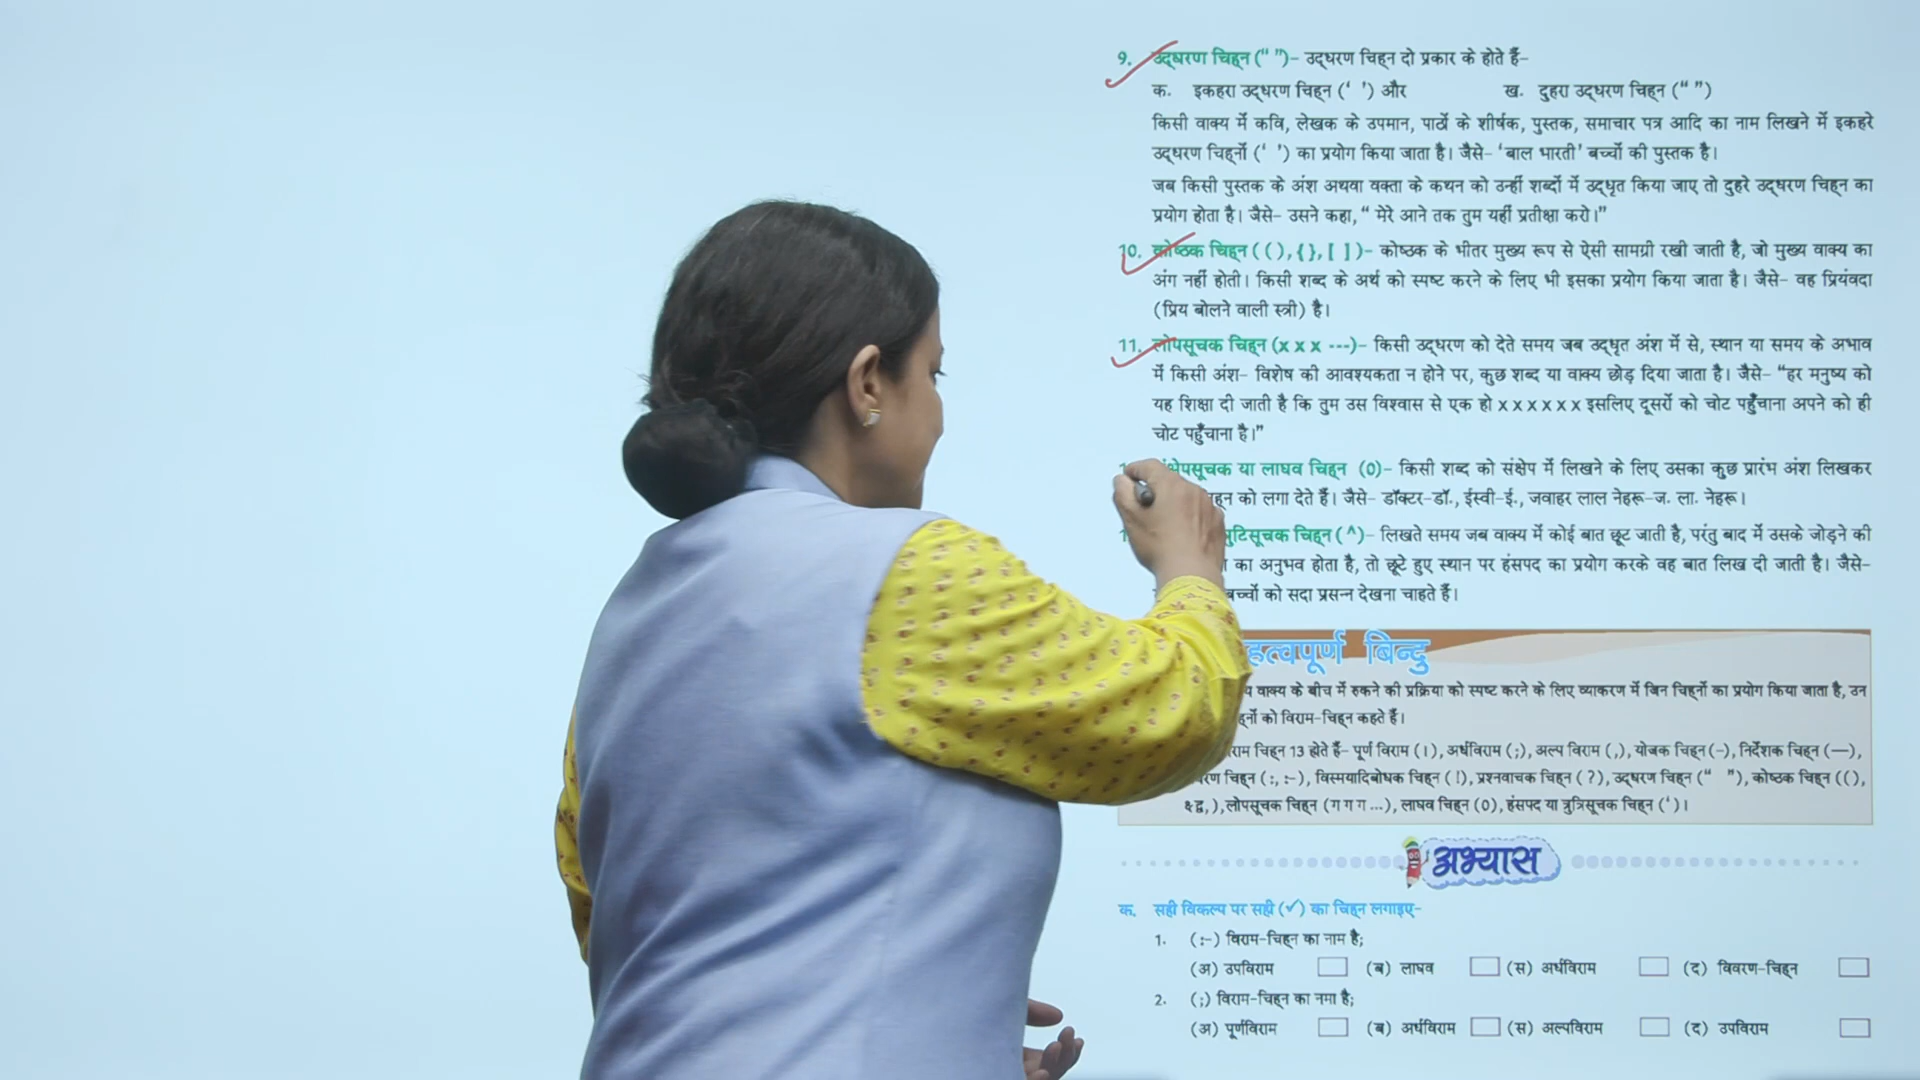 9. उद्धरण चिह्न (“ ”)– उद्धरण चिह्न दो प्रकार के होते हैं–
क. इकहरा उद्धरण चिह्न (‘ ’) और ख. दुहरा उद्धरण चिह्न (“ ”)
किसी वाक्य में कवि, लेखक के उपमान, पाठों के शीर्षक, पुस्तक, समाचार पत्र आदि का नाम लिखने में इकहरे
उद्धरण चिह्नों (‘ ’) का प्रयोग किया जाता है। जैसे– ‘बाल भारती’ बच्चों की पुस्तक है।
जब किसी पुस्तक के अंश अथवा वक्ता के कथन को उन्हीं शब्दों में उद्धृत किया जाए तो दुहरे उद्धरण चिह्न का
प्रयोग होता है। जैसे– उसने कहा, “ मेरे आने तक तुम यहीं प्रतीक्षा करो।”
10. कोष्ठक चिह्न ( ( ), { }, [ ] )– कोष्ठक के भीतर मुख्य रूप से ऐसी सामग्री रखी जाती है, जो मुख्य वाक्य का
अंग नहीं होती। किसी शब्द के अर्थ को स्पष्ट करने के लिए भी इसका प्रयोग किया जाता है। जैसे– वह प्रियंवदा
(प्रिय बोलने वाली स्त्री) है।
11. लोपसूचक चिह्न (x x x ---)– किसी उद्धरण को देते समय जब उद्धृत अंश में से, स्थान या समय के अभाव
में किसी अंश– विशेष की आवश्यकता न होने पर, कुछ शब्द या वाक्य छोड़ दिया जाता है। जैसे– “हर मनुष्य को
यह शिक्षा दी जाती है कि तुम उस विश्वास से एक हो x x x x x x इसलिए दूसरों को चोट पहुँचाना अपने को ही
चोट पहुँचाना है।”
या लाघव चिह्न (0)– किसी शब्द को संक्षेप में लिखने के लिए उसका कुछ प्रारंभ अंश लिखकर
को लगा देते हैं। जैसे– डॉक्टर–डॉ., ईस्वी–ई., जवाहर लाल नेहरू–ज. ला. नेहरू।
(^)– लिखते समय जब वाक्य में कोई बात छूट जाती है, परंतु बाद में उसके जोड़ने की
का अनुभव होता है, तो छूटे हुए स्थान पर हंसपद का प्रयोग करके वह बात लिख दी जाती है। जैसे–
बच्चों को सदा प्रसन्न देखना चाहते हैं।
बिन्दु
वाक्य के बीच में रुकने की प्रक्रिया को स्पष्ट करने के लिए व्याकरण में जिन चिह्नों का प्रयोग किया जाता है, उन
को विराम–चिह्न कहते हैं।
चिह्न 13 होते हैं– पूर्ण विराम (।), अर्धविराम (;), अल्प विराम (,), योजक चिह्न (-), निर्देशक चिह्न (—),
चिह्न (:, :–), विस्मयादिबोधक चिह्न (!), प्रश्नवाचक चिह्न (?), उद्धरण चिह्न (“ ”), कोष्ठक चिह्न ((),
लोपसूचक चिह्न (ग ग ग ...), लाघव चिह्न (0), हंसपद या त्रुत्रिसूचक चिह्न (‘)।
अभ्यास
क. सही विकल्प पर सही (✓) का चिह्न लगाइए–
1. (:–) विराम–चिह्न का नाम है;
(अ) उपविराम (ब) लाघव (स) अर्धविराम (द) विवरण–चिह्न
2. (;) विराम–चिह्न का नमा है;
(अ) पूर्णविराम (ब) अर्धविराम (स) अल्पविराम (द) उपविराम